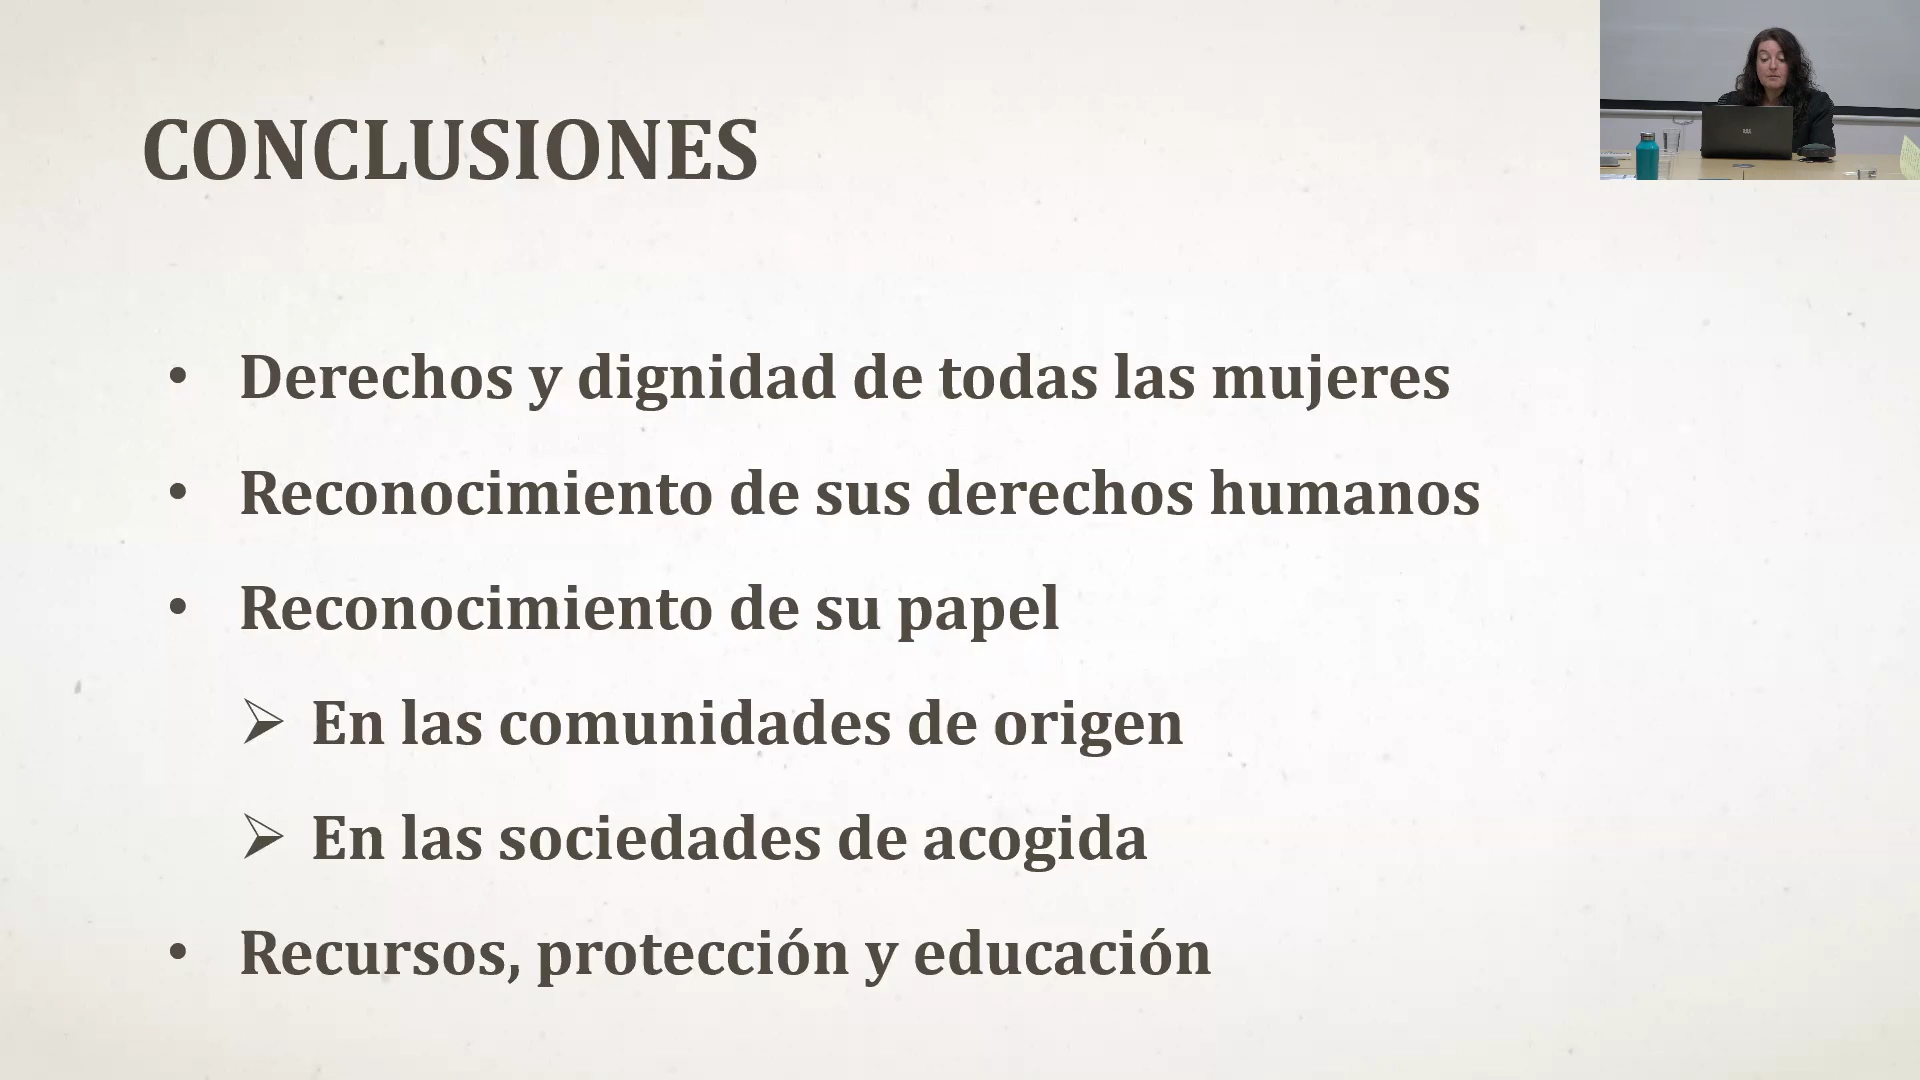 CONCLUSIONES
• Derechos y dignidad de todas las mujeres
• Reconocimiento de sus derechos humanos
• Reconocimiento de su papel
➢ En las comunidades de origen
➢ En las sociedades de acogida
• Recursos, protección y educación